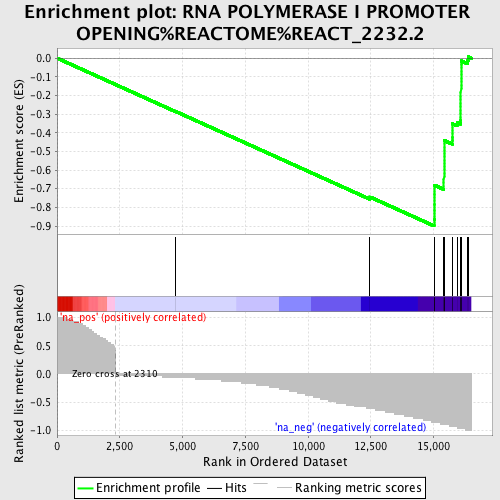 Enrichment plot: RNA POLYMERASE I PROMOTER
OPENING%REACTOME%REACT_2232.2
Enrichment score (ES)
0.0
-0.1
-0.2
-0.3
-0.4
-0.5
-0.6
-0.7
-0.8
-0.9
Ranked list metric (PreRanked)
1.0
0.5
0.0
-0.5
-1.0
'na_pos' (positively correlated)
Zero cross at 2310
'na_neg' (negatively correlated)
0 2,500 5,000 7,500 10,000 12,500 15,000
Rank in Ordered Dataset
Enrichment profile Hits Ranking metric scores